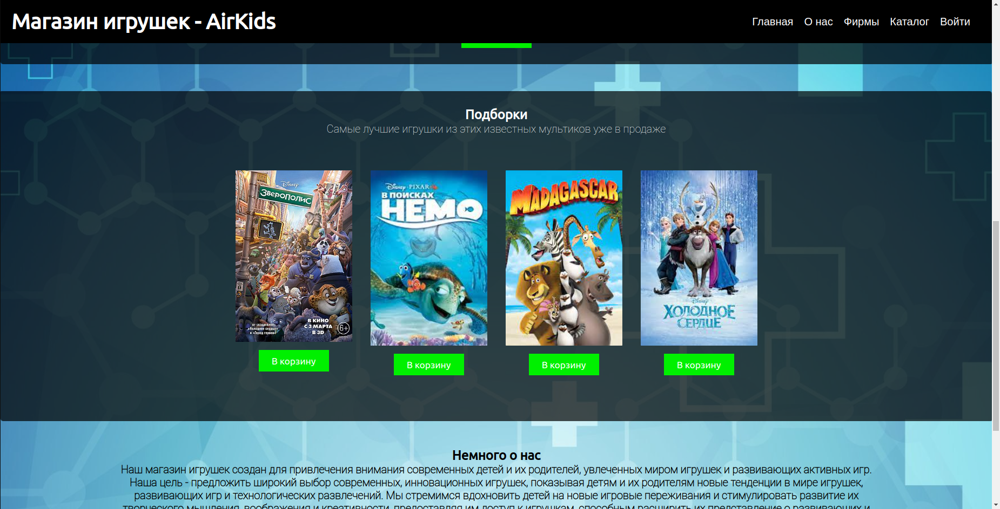 Магазин игрушек - AirKids
Главная О нас Фирмы Каталог Войти
Подборки
Самые лучшие игрушки из этих известных мультиков уже в продаже
Disney
ЗВЕРОПОЛИС
от создателей
«Холодное сердце»
и «Город героев»
В КИНО
С 3 МАРТА
В 3D
6+
Disney · PIXAR
В ПОИСКАХ
НЕМО
MADAGASCAR
Disney
ХОЛОДНОЕ
СЕРДЦЕ
В корзину
В корзину
В корзину
В корзину
Немного о нас
Наш магазин игрушек создан для привлечения внимания современных детей и их родителей, увлеченных миром игрушек и развивающих активных игр.
Наша цель - предложить широкий выбор современных, инновационных игрушек, показывая детям и их родителям новые тенденции в мире игрушек,
развивающих игр и технологических развлечений. Мы стремимся вдохновить детей на новые игровые переживания и стимулировать развитие их
творческого мышления, воображения и креативности, предоставляя им доступ к игрушкам, способным расширить их представление о развивающих и